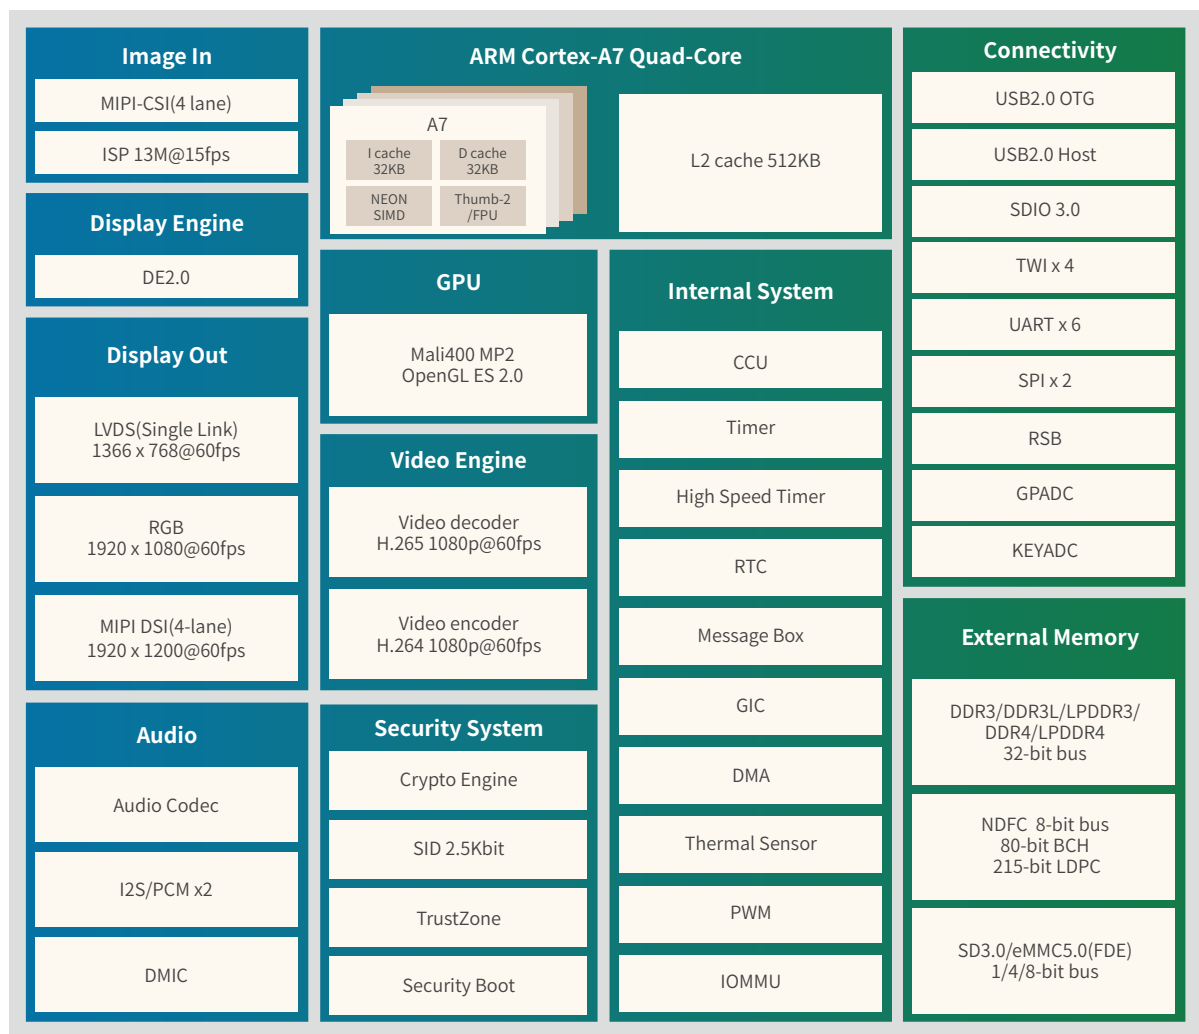 Image In
MIPI-CSI(4 lane)
ISP 13M@15fps
Display Engine
DE2.0
Display Out
LVDS(Single Link)
1366 x 768@60fps
RGB
1920 x 1080@60fps
MIPI DSI(4-lane)
1920 x 1200@60fps
Audio
Audio Codec
I2S/PCM x2
DMIC
ARM Cortex-A7 Quad-Core
A7
I cache
32KB
D cache
32KB
NEON
SIMD
Thumb-2
/FPU
L2 cache 512KB
GPU
Mali400 MP2
OpenGL ES 2.0
Video Engine
Video decoder
H.265 1080p@60fps
Video encoder
H.264 1080p@60fps
Security System
Crypto Engine
SID 2.5Kbit
TrustZone
Security Boot
Internal System
CCU
Timer
High Speed Timer
RTC
Message Box
GIC
DMA
Thermal Sensor
PWM
IOMMU
Connectivity
USB2.0 OTG
USB2.0 Host
SDIO 3.0
TWI x 4
UART x 6
SPI x 2
RSB
GPADC
KEYADC
External Memory
DDR3/DDR3L/LPDDR3/
DDR4/LPDDR4
32-bit bus
NDFC  8-bit bus
80-bit BCH
215-bit LDPC
SD3.0/eMMC5.0(FDE)
1/4/8-bit bus